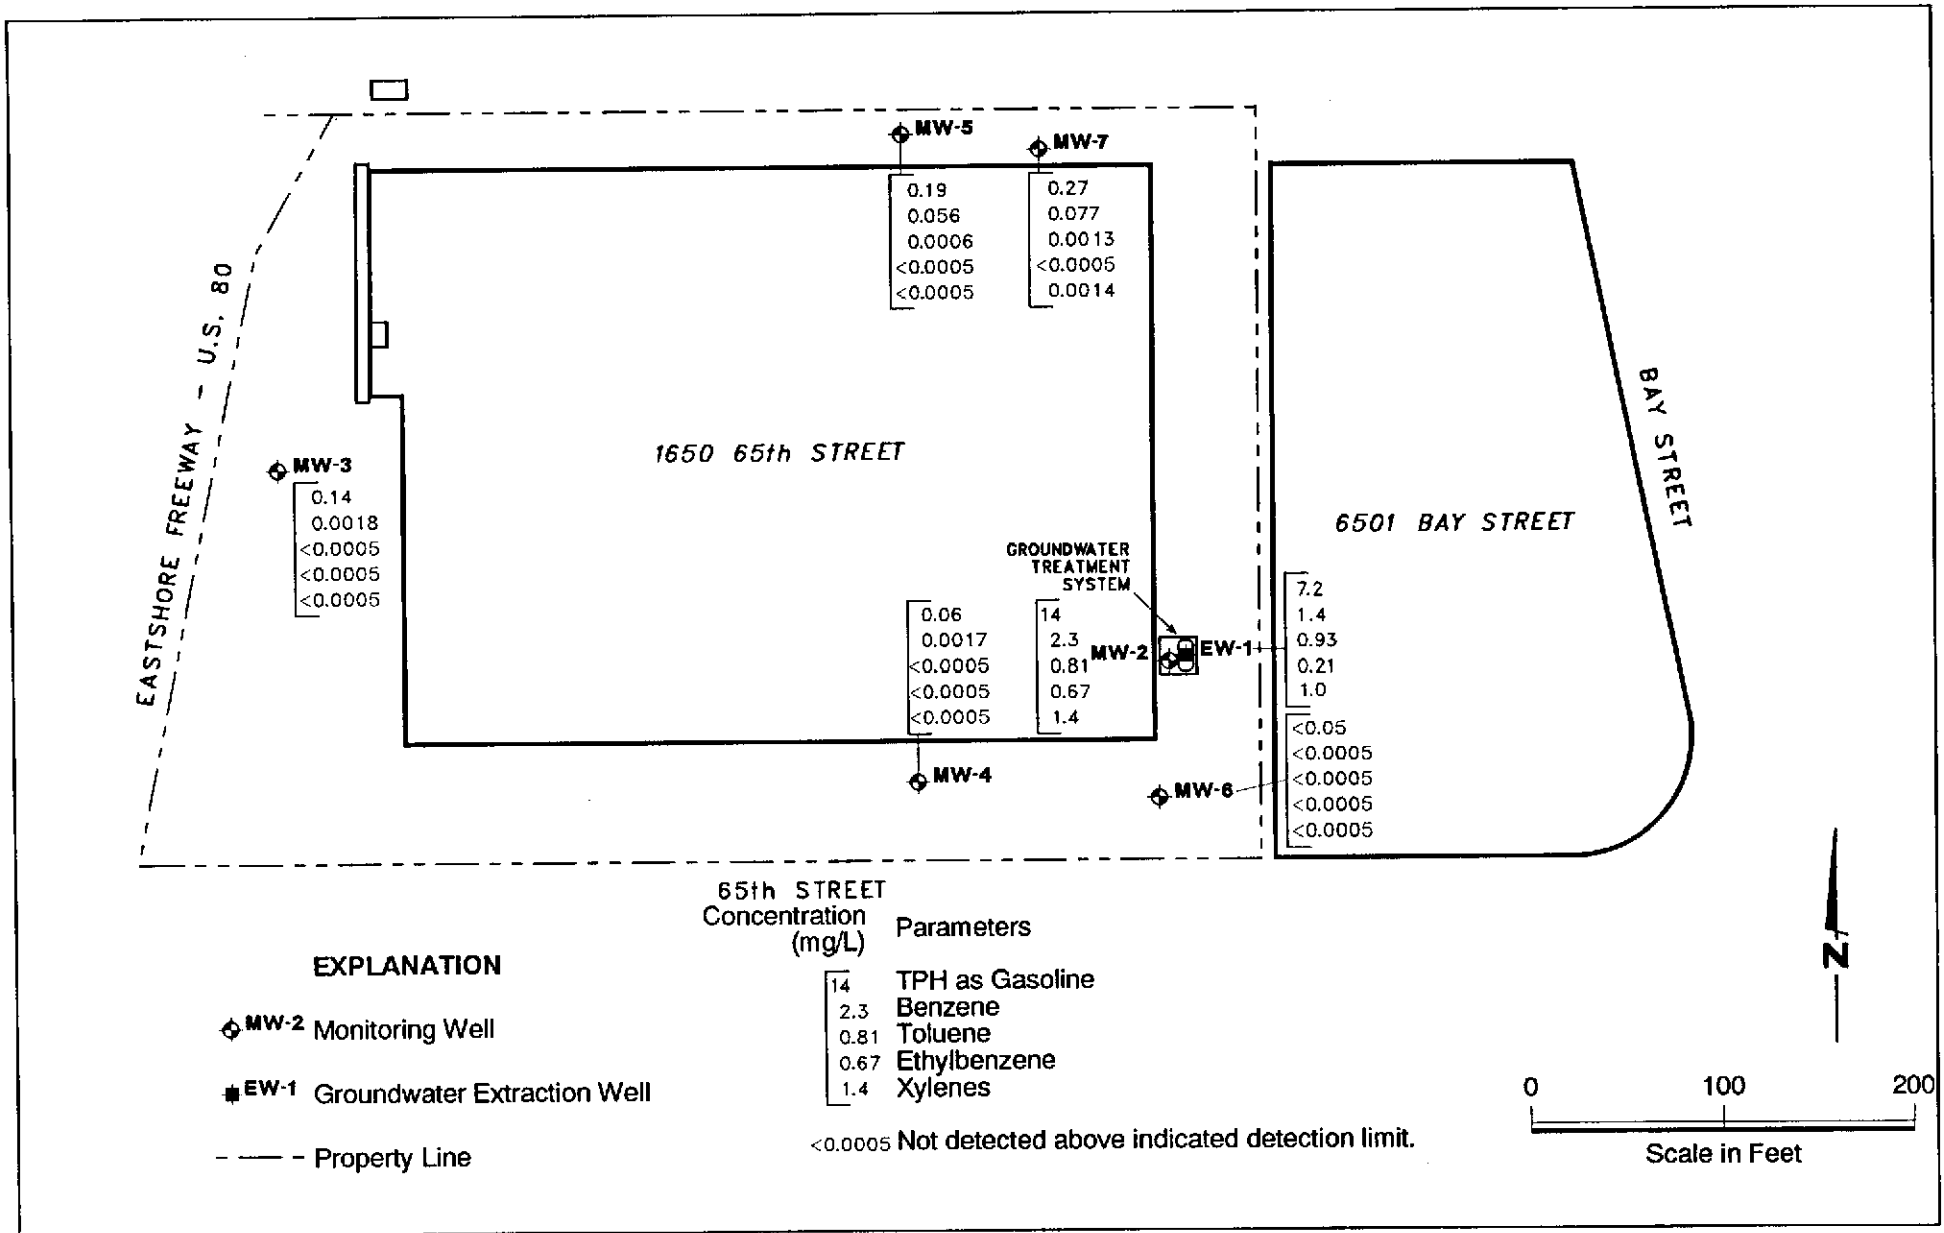 MW-5
MW-7
0.19
0.056
0.0006
<0.0005
<0.0005
0.27
0.077
0.0013
<0.0005
0.0014
EASTSHORE FREEWAY - U.S. 80
MW-3
0.14
0.0018
<0.0005
<0.0005
<0.0005
1650 65th STREET
6501 BAY STREET
BAY STREET
GROUNDWATER
TREATMENT
SYSTEM
0.06
0.0017
<0.0005
<0.0005
<0.0005
14
2.3
0.81
0.67
1.4
MW-2
EW-1
7.2
1.4
0.93
0.21
1.0
<0.05
<0.0005
<0.0005
<0.0005
<0.0005
MW-4
MW-6
65th STREET
Concentration
(mg/L)
Parameters
14 TPH as Gasoline
2.3 Benzene
0.81 Toluene
0.67 Ethylbenzene
1.4 Xylenes
<0.0005 Not detected above indicated detection limit.
EXPLANATION
MW-2 Monitoring Well
EW-1 Groundwater Extraction Well
Property Line
N
0 100 200
Scale in Feet